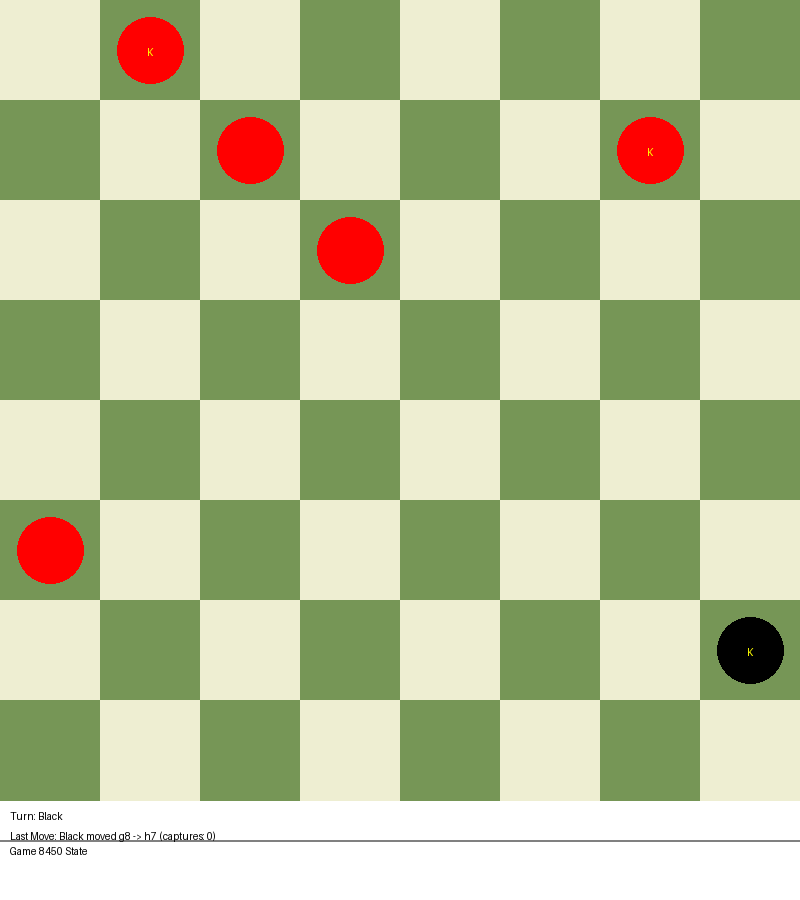 K
K
K
Turn: Black
Last Move: Black moved g8 -> h7 (captures: 0)
Game 8450 State